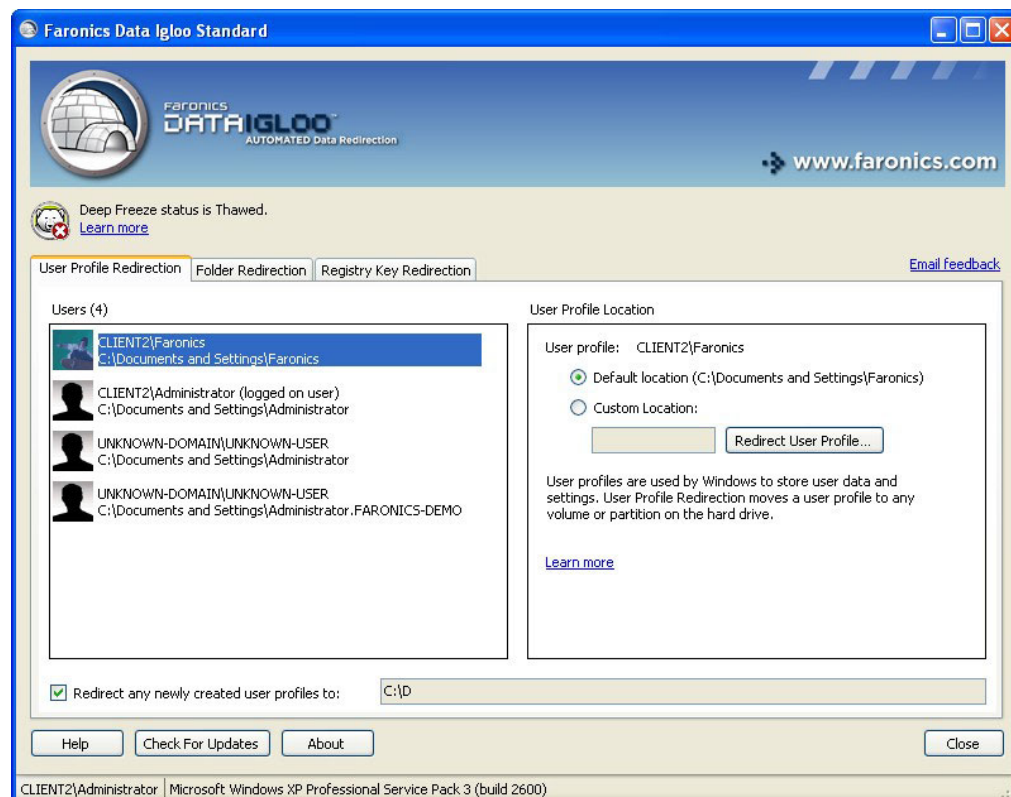 Faronics Data Igloo Standard
Faronics
DATAIGLOO™
AUTOMATED Data Redirection
www.faronics.com
Deep Freeze status is Thawed.
Learn more
User Profile Redirection
Folder Redirection
Registry Key Redirection
Email feedback
Users (4)
CLIENT2\Faronics
C:\Documents and Settings\Faronics
CLIENT2\Administrator (logged on user)
C:\Documents and Settings\Administrator
UNKNOWN-DOMAIN\UNKNOWN-USER
C:\Documents and Settings\Administrator
UNKNOWN-DOMAIN\UNKNOWN-USER
C:\Documents and Settings\Administrator.FARONICS-DEMO
User Profile Location
User profile: CLIENT2\Faronics
Default location (C:\Documents and Settings\Faronics)
Custom Location:
Redirect User Profile...
User profiles are used by Windows to store user data and
settings. User Profile Redirection moves a user profile to any
volume or partition on the hard drive.
Learn more
Redirect any newly created user profiles to:
C:\D
Help
Check For Updates
About
Close
CLIENT2\Administrator
Microsoft Windows XP Professional Service Pack 3 (build 2600)